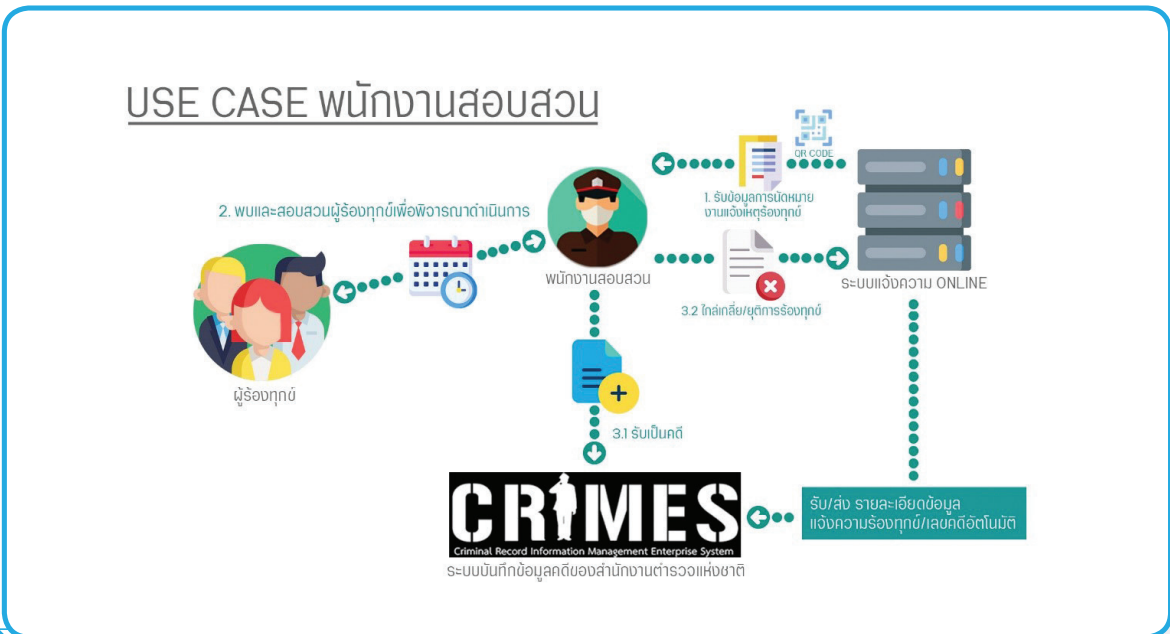 USE CASE พนักงานสอบสวน
QR CODE
1. รับข้อมูลการนัดหมาย
งานแจ้งเหตุร้องทุกข์
2. พบและสอบสวนผู้ร้องทุกข์เพื่อพิจารณาดำเนินการ
พนักงานสอบสวน
ระบบแจ้งความ ONLINE
3.2 ไกล่เกลี่ย/ยุติการร้องทุกข์
ผู้ร้องทุกข์
3.1 รับเป็นคดี
CRIMES
Criminal Record Information Management Enterprise System
ระบบบันทึกข้อมูลคดีของสำนักงานตำรวจแห่งชาติ
รับ/ส่ง รายละเอียดข้อมูล
แจ้งความร้องทุกข์/เลขคดีอัตโนมัติ